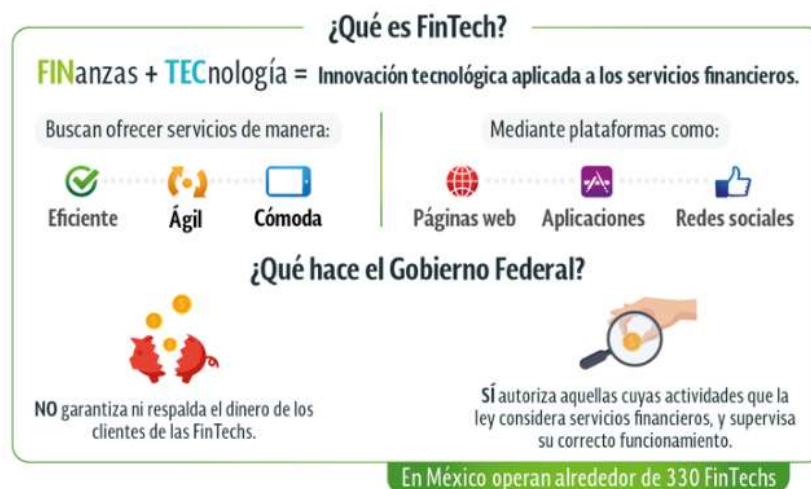 ¿Qué es FinTech?
FINanzas + TECnología = Innovación tecnológica aplicada a los servicios financieros.
Buscan ofrecer servicios de manera:
Eficiente
Ágil
Cómoda
Mediante plataformas como:
Páginas web
Aplicaciones
Redes sociales
¿Qué hace el Gobierno Federal?
NO garantiza ni respalda el dinero de los
clientes de las FinTechs.
SÍ autoriza aquellas cuyas actividades que la
ley considera servicios financieros, y supervisa
su correcto funcionamiento.
En México operan alrededor de 330 FinTechs